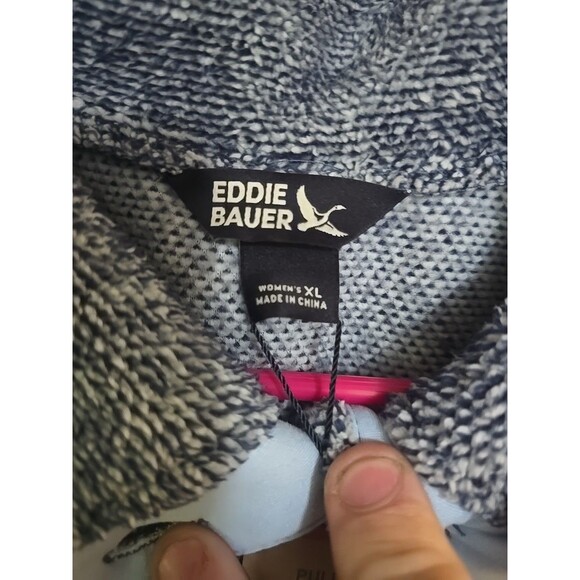 EDDIE
BAUER
WOMEN'S XL
MADE IN CHINA